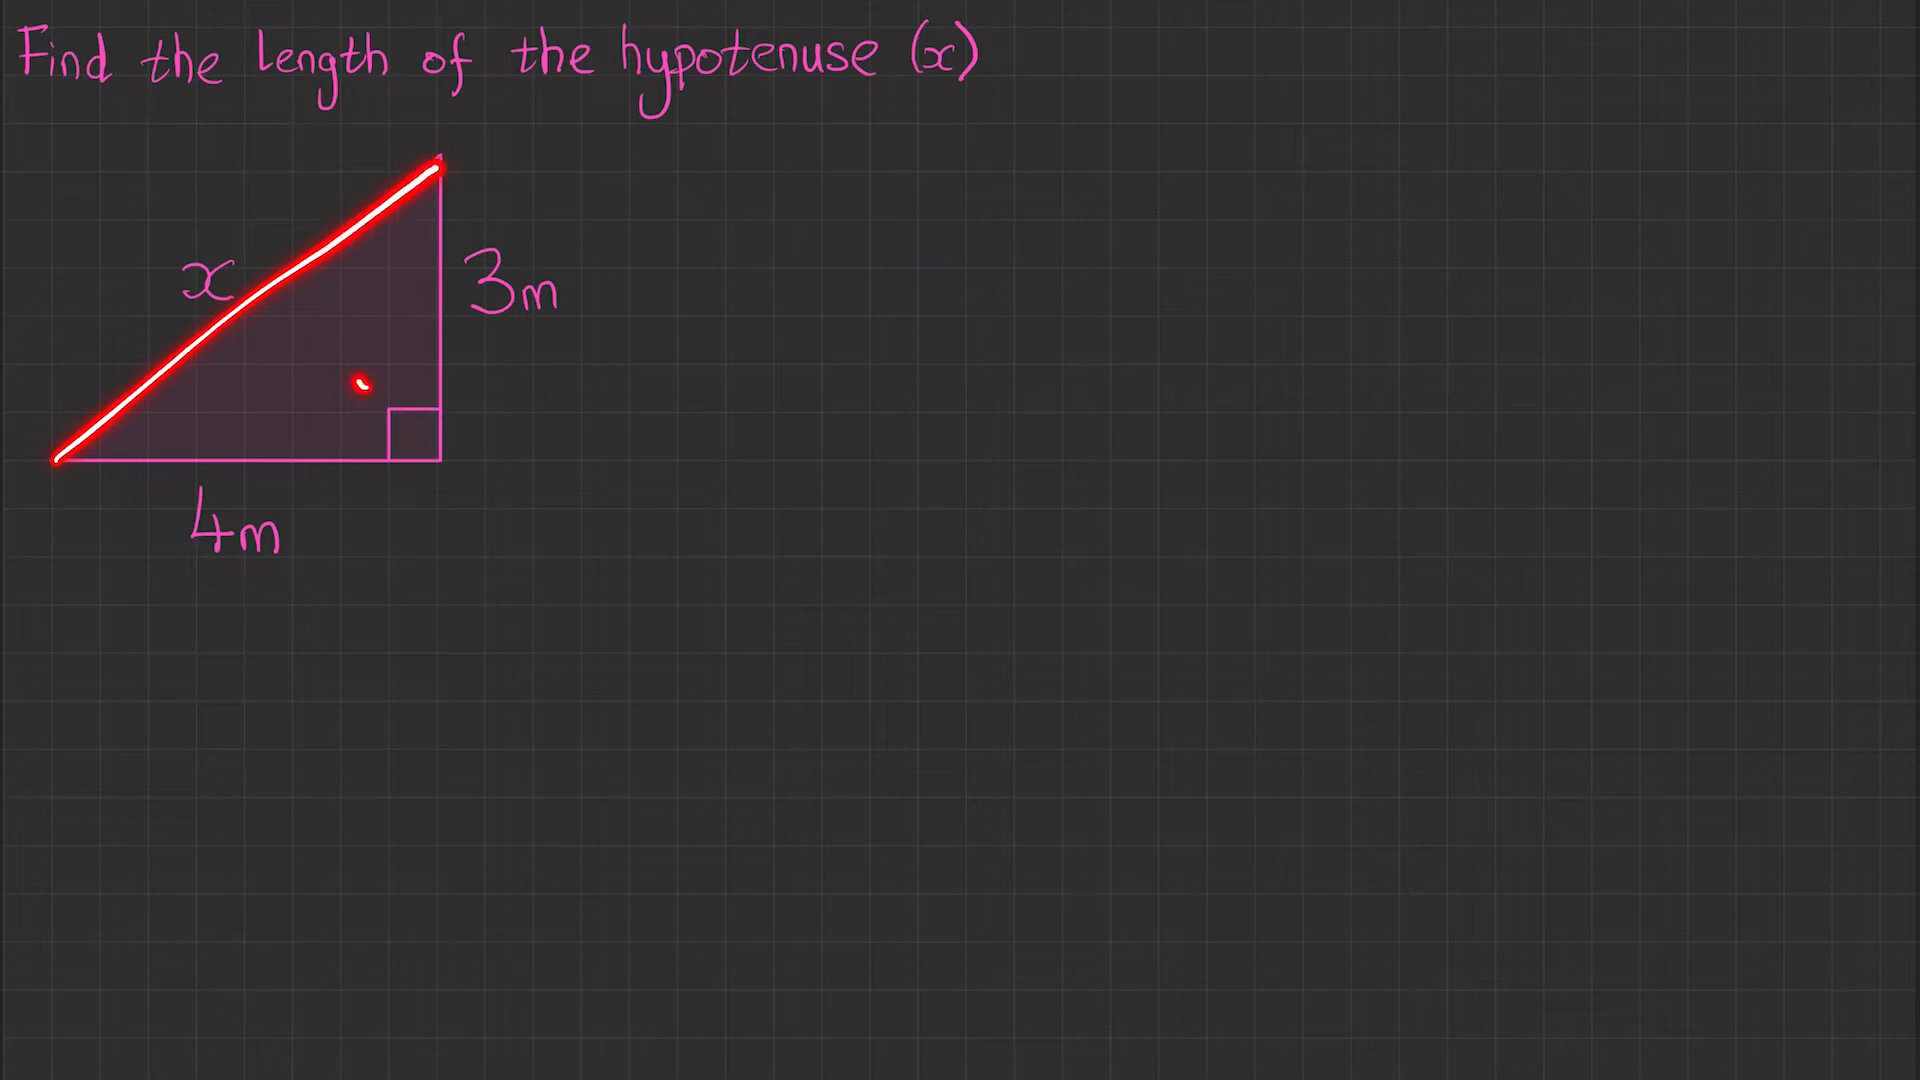 Find the length of the hypotenuse (x)
x
3m
4m